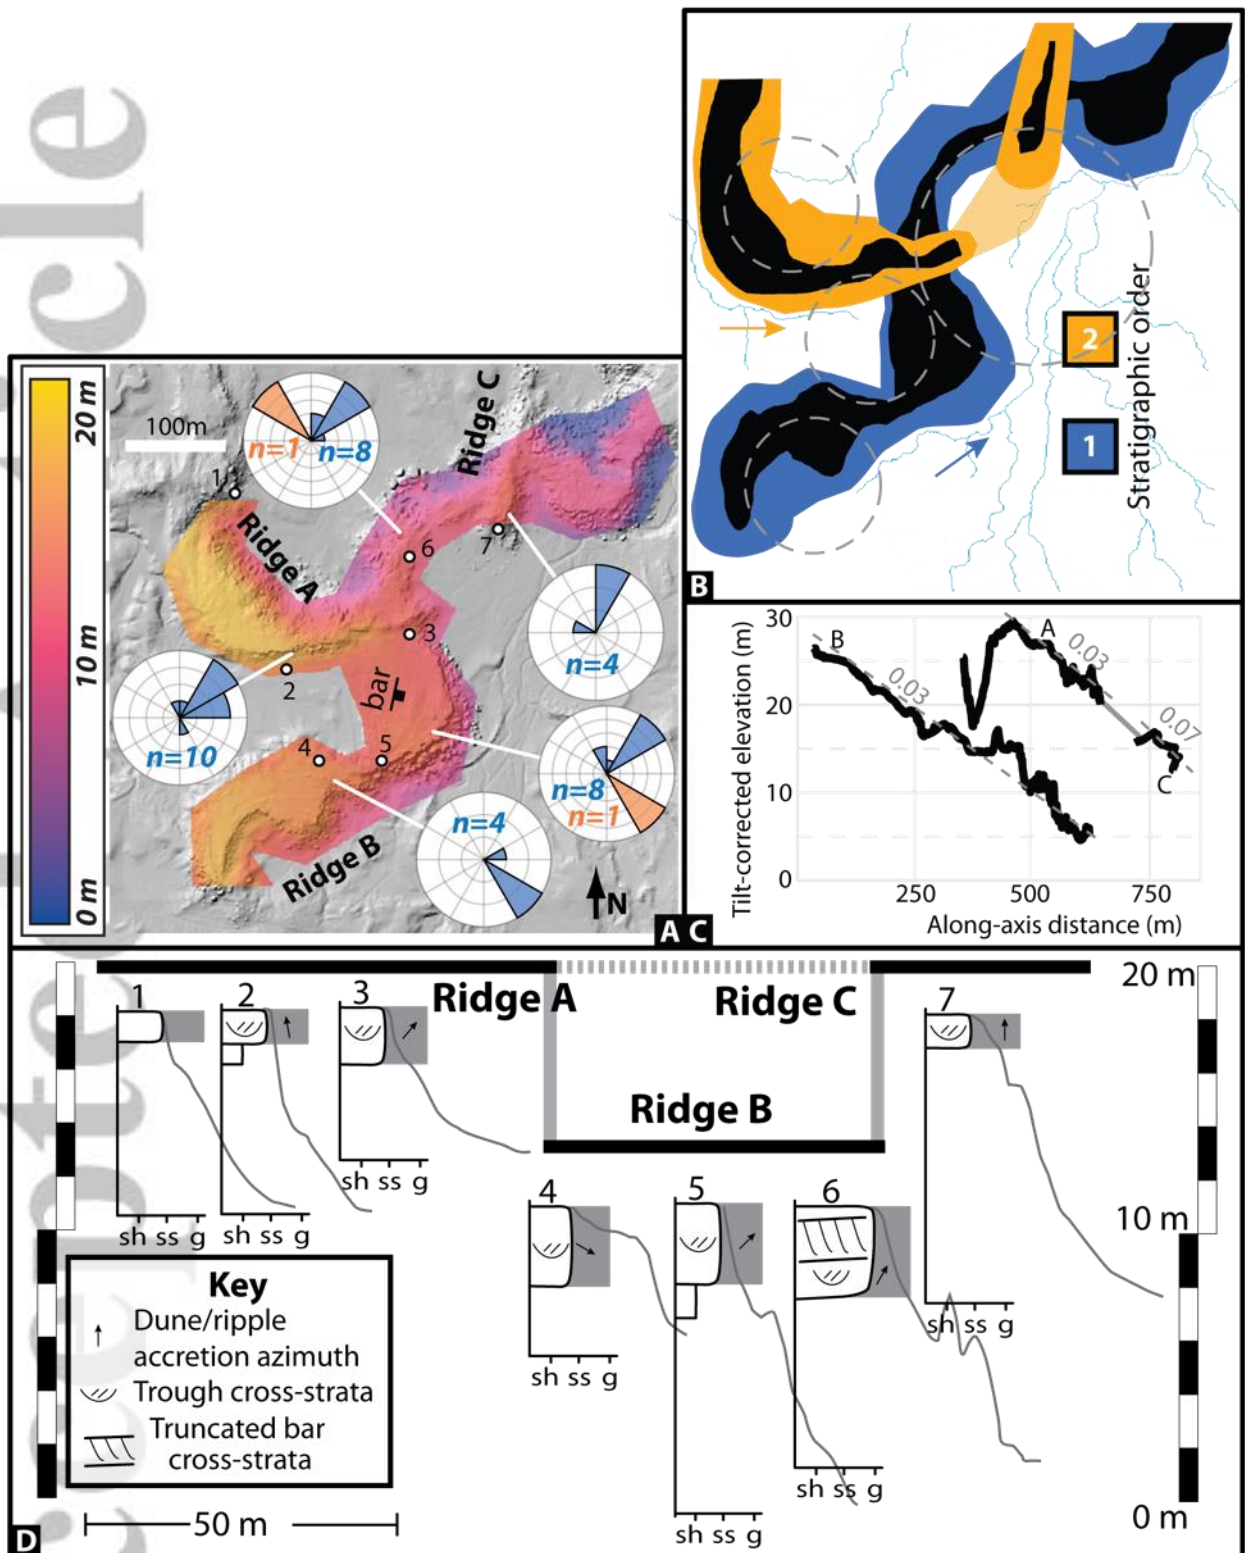 cle
Accepted Article
2
1
Stratigraphic order
B
20 m
10 m
0 m
100m
n=1
n=8
Ridge C
1
Ridge A
6
7
3
2
bar
n=4
n=10
4
5
n=8
n=1
n=4
Ridge B
N
A
C
Tilt-corrected elevation (m)
30
20
10
0
B
0.03
A
0.03
0.07
C
250
500
750
Along-axis distance (m)
Ridge A
Ridge C
20 m
1
2
3
7
Ridge B
sh ss g
sh ss g
sh ss g
4
5
6
10 m
sh ss g
sh ss g
sh ss g
sh ss g
Key
Dune/ripple
accretion azimuth
Trough cross-strata
Truncated bar
cross-strata
50 m
0 m
D